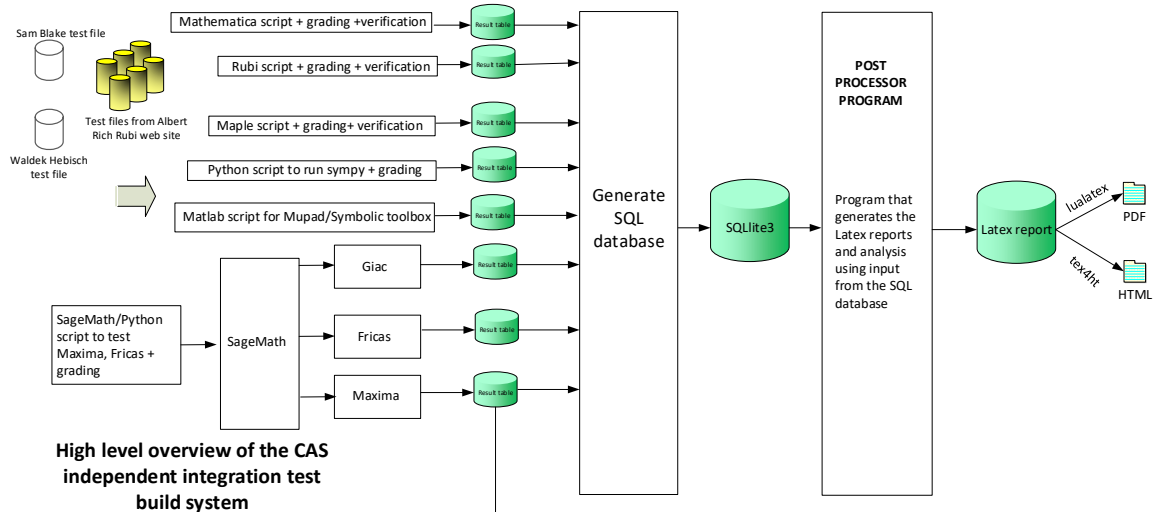 Mathematica script + grading +verification
Result table
Sam Blake test file
Rubi script + grading + verification
Result table
Test files from Albert
Rich Rubi web site
Waldek Hebisch
test file
Maple script + grading+ verification
Result table
Python script to run sympy + grading
Result table
Matlab script for Mupad/Symbolic toolbox
Result table
Giac
Result table
SageMath/Python
script to test
Maxima, Fricas +
grading
SageMath
Fricas
Result table
Maxima
Result table
High level overview of the CAS
independent integration test
build system
Generate
SQL
database
SQLlite3
POST
PROCESSOR
PROGRAM
Program that
generates the
Latex reports
and analysis
using input
from the SQL
database
Latex report
lualatex
PDF
tex4ht
HTML